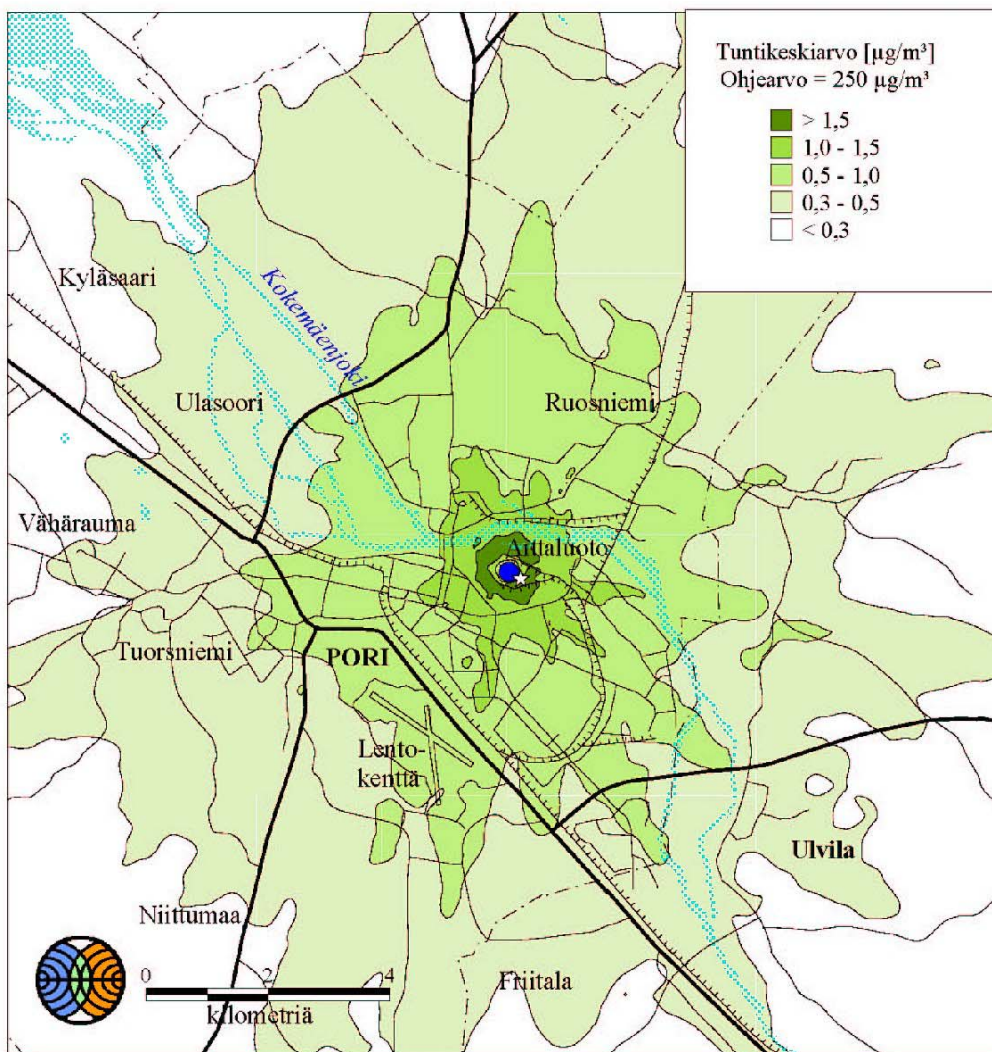 Tuntikeskiarvo [µg/m³]
Ohjearvo = 250 µg/m³
> 1,5
1,0 - 1,5
0,5 - 1,0
0,3 - 0,5
< 0,3
Kyläsaari
Kokemäenjoki
Ulasoori
Ruosniemi
Vähärauma
Aittaluoto
Tuorsniemi
PORI
Lento-
kenttä
Ulvila
Niittumaa
Friitala
0 2 4
kilometriä